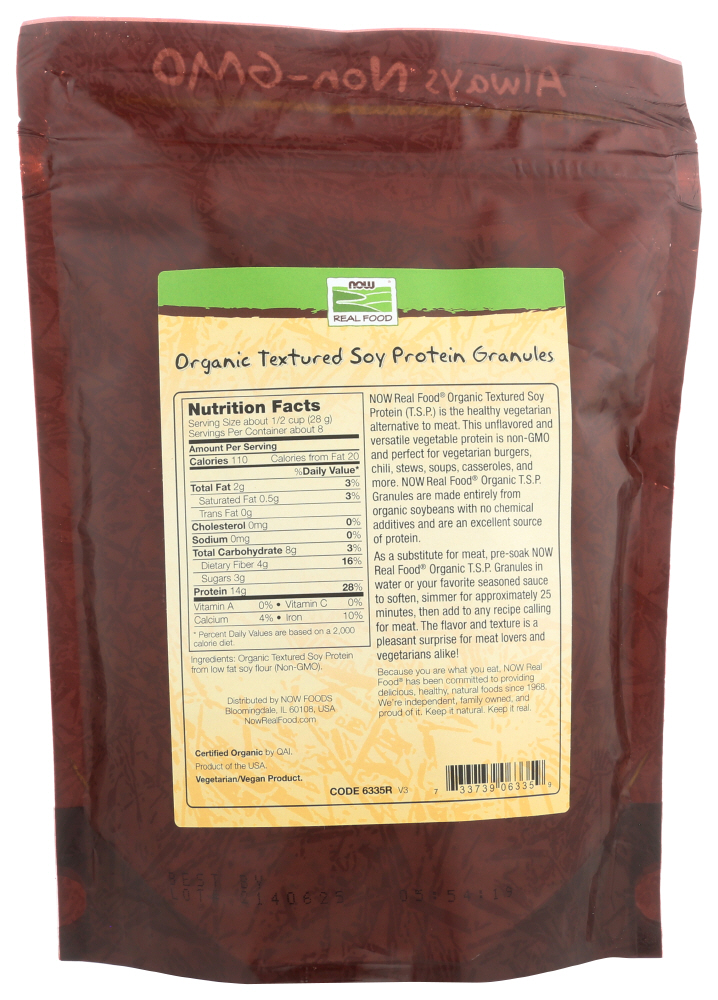 Always Non-GMO
NOW
REAL FOOD
Organic Textured Soy Protein Granules
Nutrition Facts
Serving Size about 1/2 cup (28 g)
Servings Per Container about 8
Amount Per Serving
Calories 110 Calories from Fat 20
%Daily Value*
Total Fat 2g 3%
Saturated Fat 0.5g 3%
Trans Fat 0g
Cholesterol 0mg 0%
Sodium 0mg 0%
Total Carbohydrate 8g 3%
Dietary Fiber 4g 16%
Sugars 3g
Protein 14g 28%
Vitamin A 0% • Vitamin C 0%
Calcium 4% • Iron 10%
* Percent Daily Values are based on a 2,000
calorie diet.
Ingredients: Organic Textured Soy Protein
from low fat soy flour (Non-GMO).
Distributed by NOW FOODS
Bloomingdale, IL 60108, USA
NowRealFood.com
Certified Organic by QAI.
Product of the USA.
Vegetarian/Vegan Product.
NOW Real Food® Organic Textured Soy
Protein (T.S.P.) is the healthy vegetarian
alternative to meat. This unflavored and
versatile vegetable protein is non-GMO
and perfect for vegetarian burgers,
chili, stews, soups, casseroles, and
more. NOW Real Food® Organic T.S.P.
Granules are made entirely from
organic soybeans with no chemical
additives and are an excellent source
of protein.
As a substitute for meat, pre-soak NOW
Real Food® Organic T.S.P. Granules in
water or your favorite seasoned sauce
to soften, simmer for approximately 25
minutes, then add to any recipe calling
for meat. The flavor and texture is a
pleasant surprise for meat lovers and
vegetarians alike!
Because you are what you eat, NOW Real
Food® has been committed to providing
delicious, healthy, natural foods since 1968.
We're independent, family owned, and
proud of it. Keep it natural. Keep it real.
CODE 6335R V3
7 33739 06335 9
BEST BY